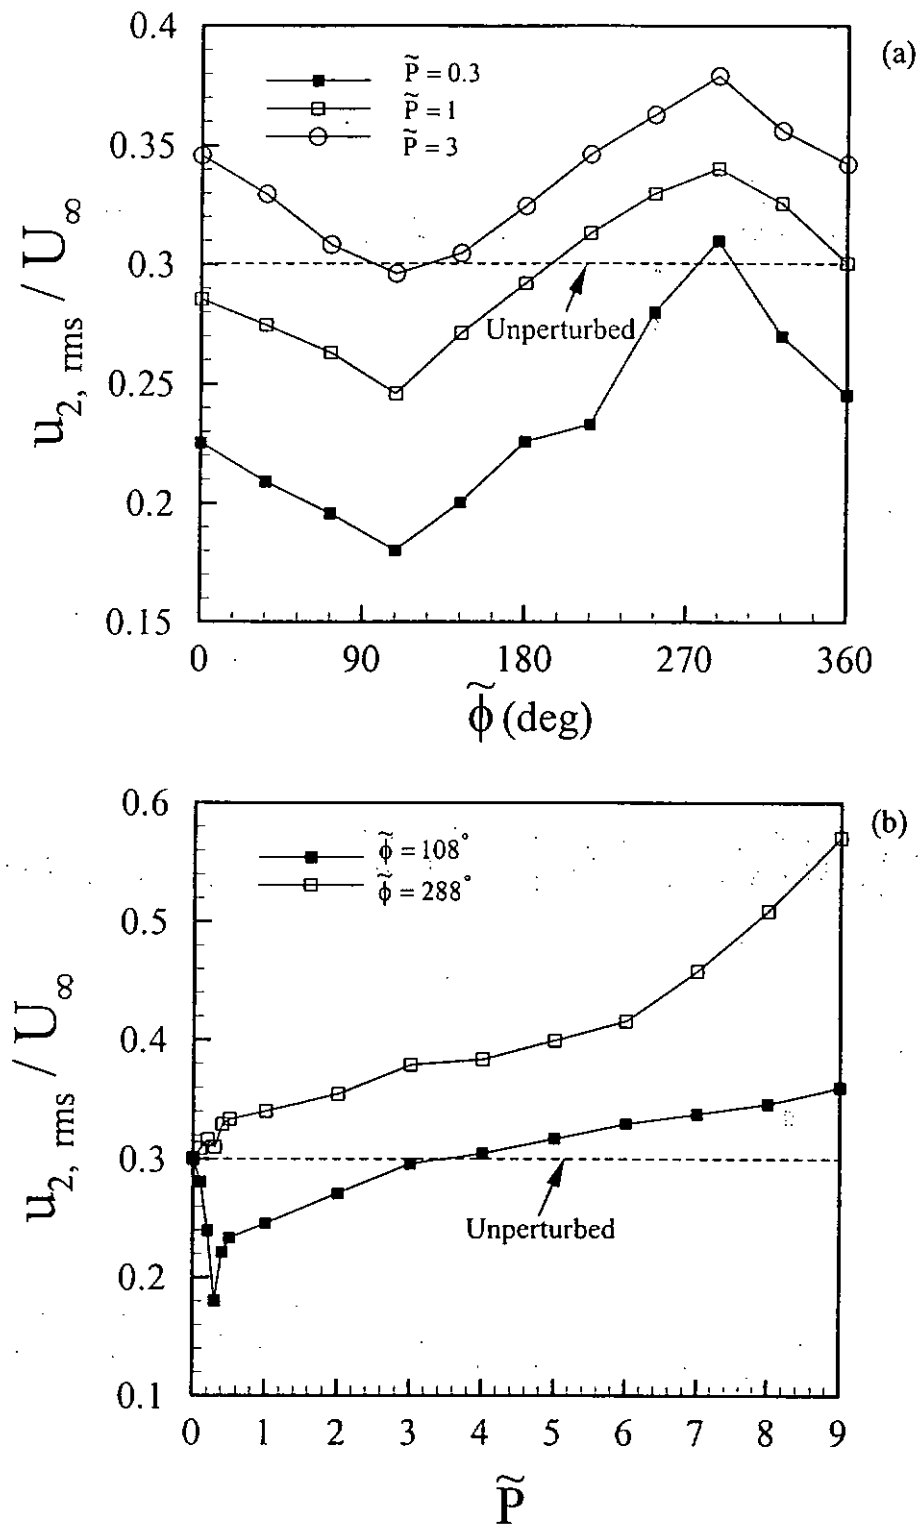 (a)
0.4
0.35
0.3
0.25
0.2
0.15
P̃ = 0.3
P̃ = 1
P̃ = 3
Unperturbed
u2, rms / U∞
0 90 180 270 360
ϕ̃ (deg)
(b)
0.6
0.5
0.4
0.3
0.2
0.1
ϕ̃ = 108°
ϕ̃ = 288°
Unperturbed
u2, rms / U∞
0 1 2 3 4 5 6 7 8 9
P̃